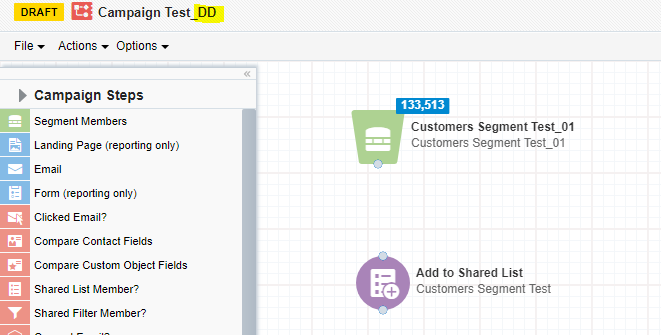 DRAFT Campaign Test_DD
File Actions Options
«
Campaign Steps
Segment Members
Landing Page (reporting only)
Email
Form (reporting only)
Clicked Email?
Compare Contact Fields
Compare Custom Object Fields
Shared List Member?
Shared Filter Member?
133,513
Customers Segment Test_01
Customers Segment Test_01
Add to Shared List
Customers Segment Test